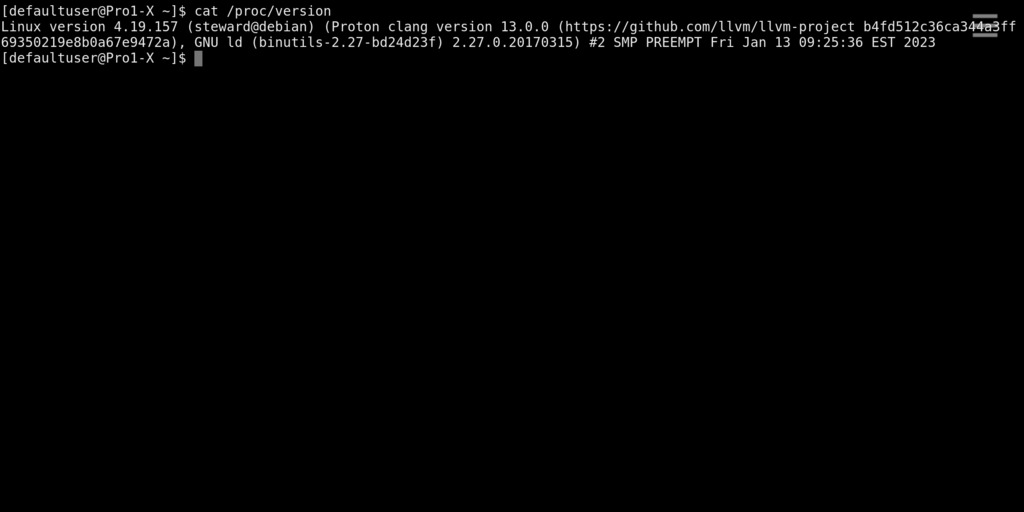 [defaultuser@Pro1-X ~]$ cat /proc/version
Linux version 4.19.157 (steward@debian) (Proton clang version 13.0.0 (https://github.com/llvm/llvm-project b4fd512c36ca344a3ff
69350219e8b0a67e9472a), GNU ld (binutils-2.27-bd24d23f) 2.27.0.20170315) #2 SMP PREEMPT Fri Jan 13 09:25:36 EST 2023
[defaultuser@Pro1-X ~]$